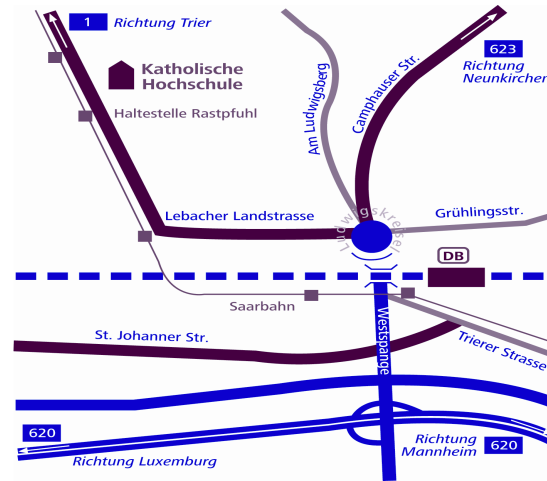 1
Richtung Trier
Katholische
Hochschule
Haltestelle Rastpfuhl
Am Ludwigsberg
Camphauser Str.
623
Richtung
Neunkirchen
Lebacher Landstrasse
Ludwigskreisel
Grühlingsstr.
DB
Saarbahn
St. Johanner Str.
Westspange
Trierer Strasse
620
Richtung Luxemburg
Richtung
Mannheim
620